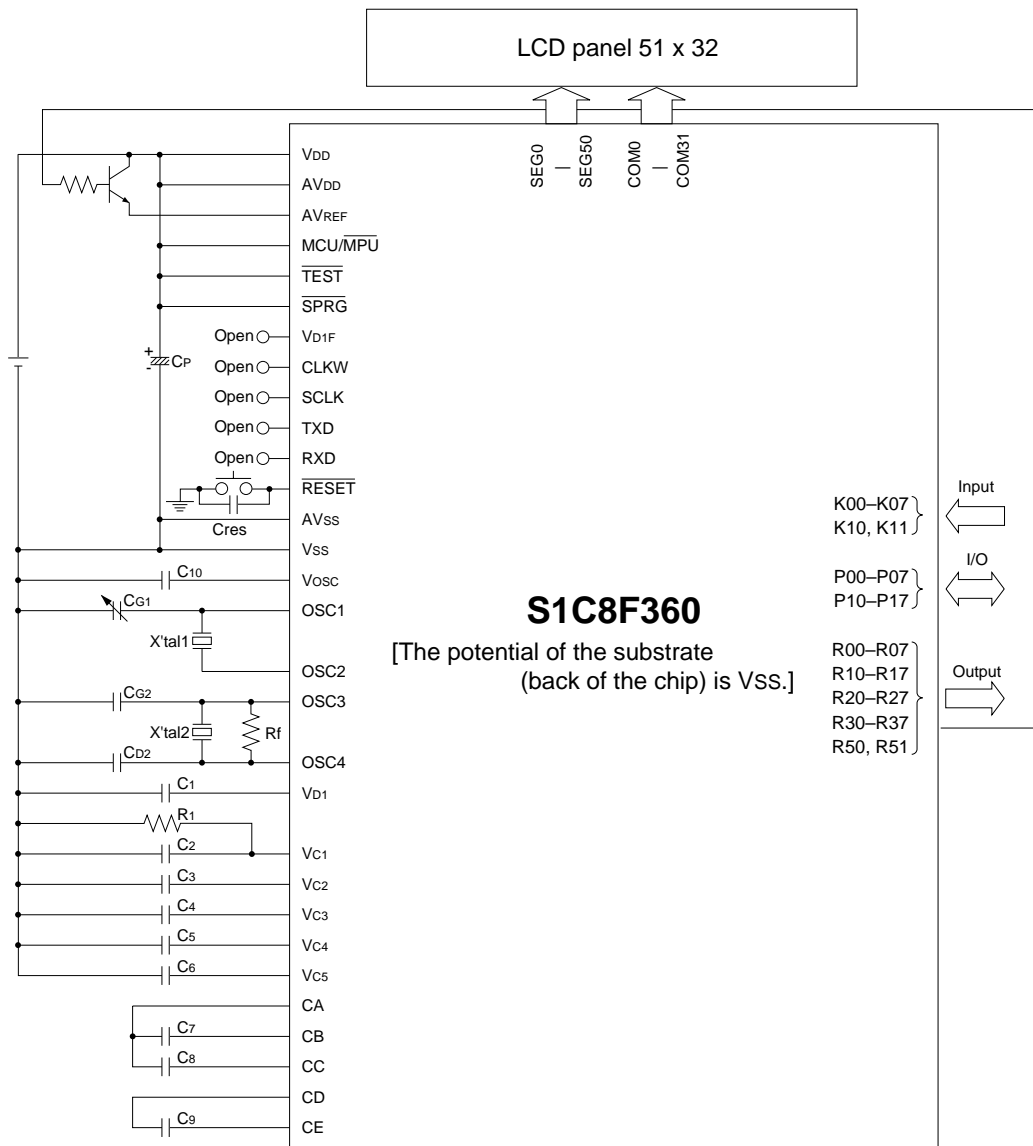 LCD panel 51 x 32
SEG0
|
SEG50
COM0
|
COM31
VDD
AVDD
AVREF
MCU/MPU
TEST
SPRG
Open
VD1F
+
-
CP
Open
CLKW
Open
SCLK
Open
TXD
Open
RXD
RESET
Cres
AVSS
VSS
C10
VOSC
CG1
OSC1
X'tal1
OSC2
CG2
OSC3
X'tal2
Rf
CD2
OSC4
C1
VD1
R1
C2
VC1
C3
VC2
C4
VC3
C5
VC4
C6
VC5
CA
C7
CB
C8
CC
CD
C9
CE
S1C8F360
[The potential of the substrate
(back of the chip) is VSS.]
K00–K07
K10, K11
Input
P00–P07
P10–P17
I/O
R00–R07
R10–R17
R20–R27
R30–R37
R50, R51
Output